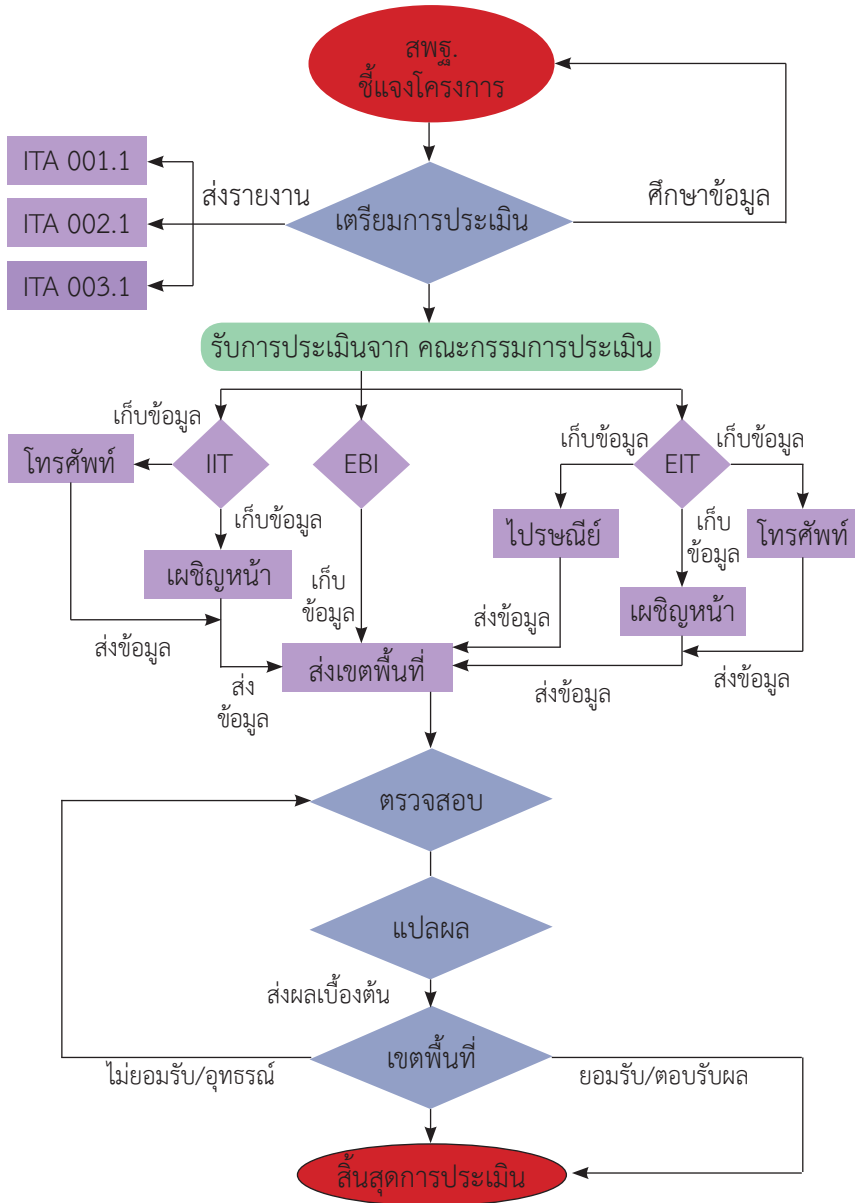 สพฐ.
ชี้แจงโครงการ
ITA 001.1
ส่งรายงาน
ITA 002.1
เตรียมการประเมิน
ศึกษาข้อมูล
ITA 003.1
รับการประเมินจาก คณะกรรมการประเมิน
เก็บข้อมูล
โทรศัพท์
IIT
EBI
เก็บข้อมูล
EIT
เก็บข้อมูล
เก็บข้อมูล
ไปรษณีย์
เก็บ
ข้อมูล
โทรศัพท์
เผชิญหน้า
เก็บ
ข้อมูล
เผชิญหน้า
ส่งข้อมูล
ส่งข้อมูล
ส่ง
ข้อมูล
ส่งเขตพื้นที่
ส่งข้อมูล
ส่งข้อมูล
ตรวจสอบ
แปลผล
ส่งผลเบื้องต้น
เขตพื้นที่
ไม่ยอมรับ/อุทธรณ์
ยอมรับ/ตอบรับผล
สิ้นสุดการประเมิน